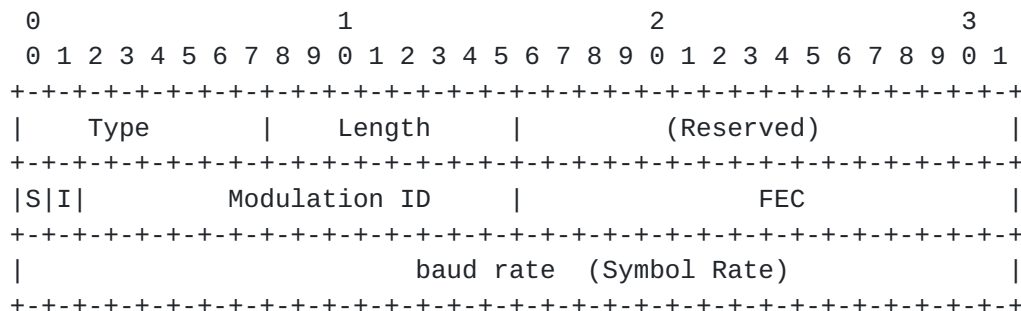 0                   1                   2                   3
 0 1 2 3 4 5 6 7 8 9 0 1 2 3 4 5 6 7 8 9 0 1 2 3 4 5 6 7 8 9 0 1
+-+-+-+-+-+-+-+-+-+-+-+-+-+-+-+-+-+-+-+-+-+-+-+-+-+-+-+-+-+-+-+-+
|    Type       |    Length     |         (Reserved)            |
+-+-+-+-+-+-+-+-+-+-+-+-+-+-+-+-+-+-+-+-+-+-+-+-+-+-+-+-+-+-+-+-+
|S|I|         Modulation ID     |               FEC             |
+-+-+-+-+-+-+-+-+-+-+-+-+-+-+-+-+-+-+-+-+-+-+-+-+-+-+-+-+-+-+-+-+
|                         baud rate  (Symbol Rate)              |
+-+-+-+-+-+-+-+-+-+-+-+-+-+-+-+-+-+-+-+-+-+-+-+-+-+-+-+-+-+-+-+-+